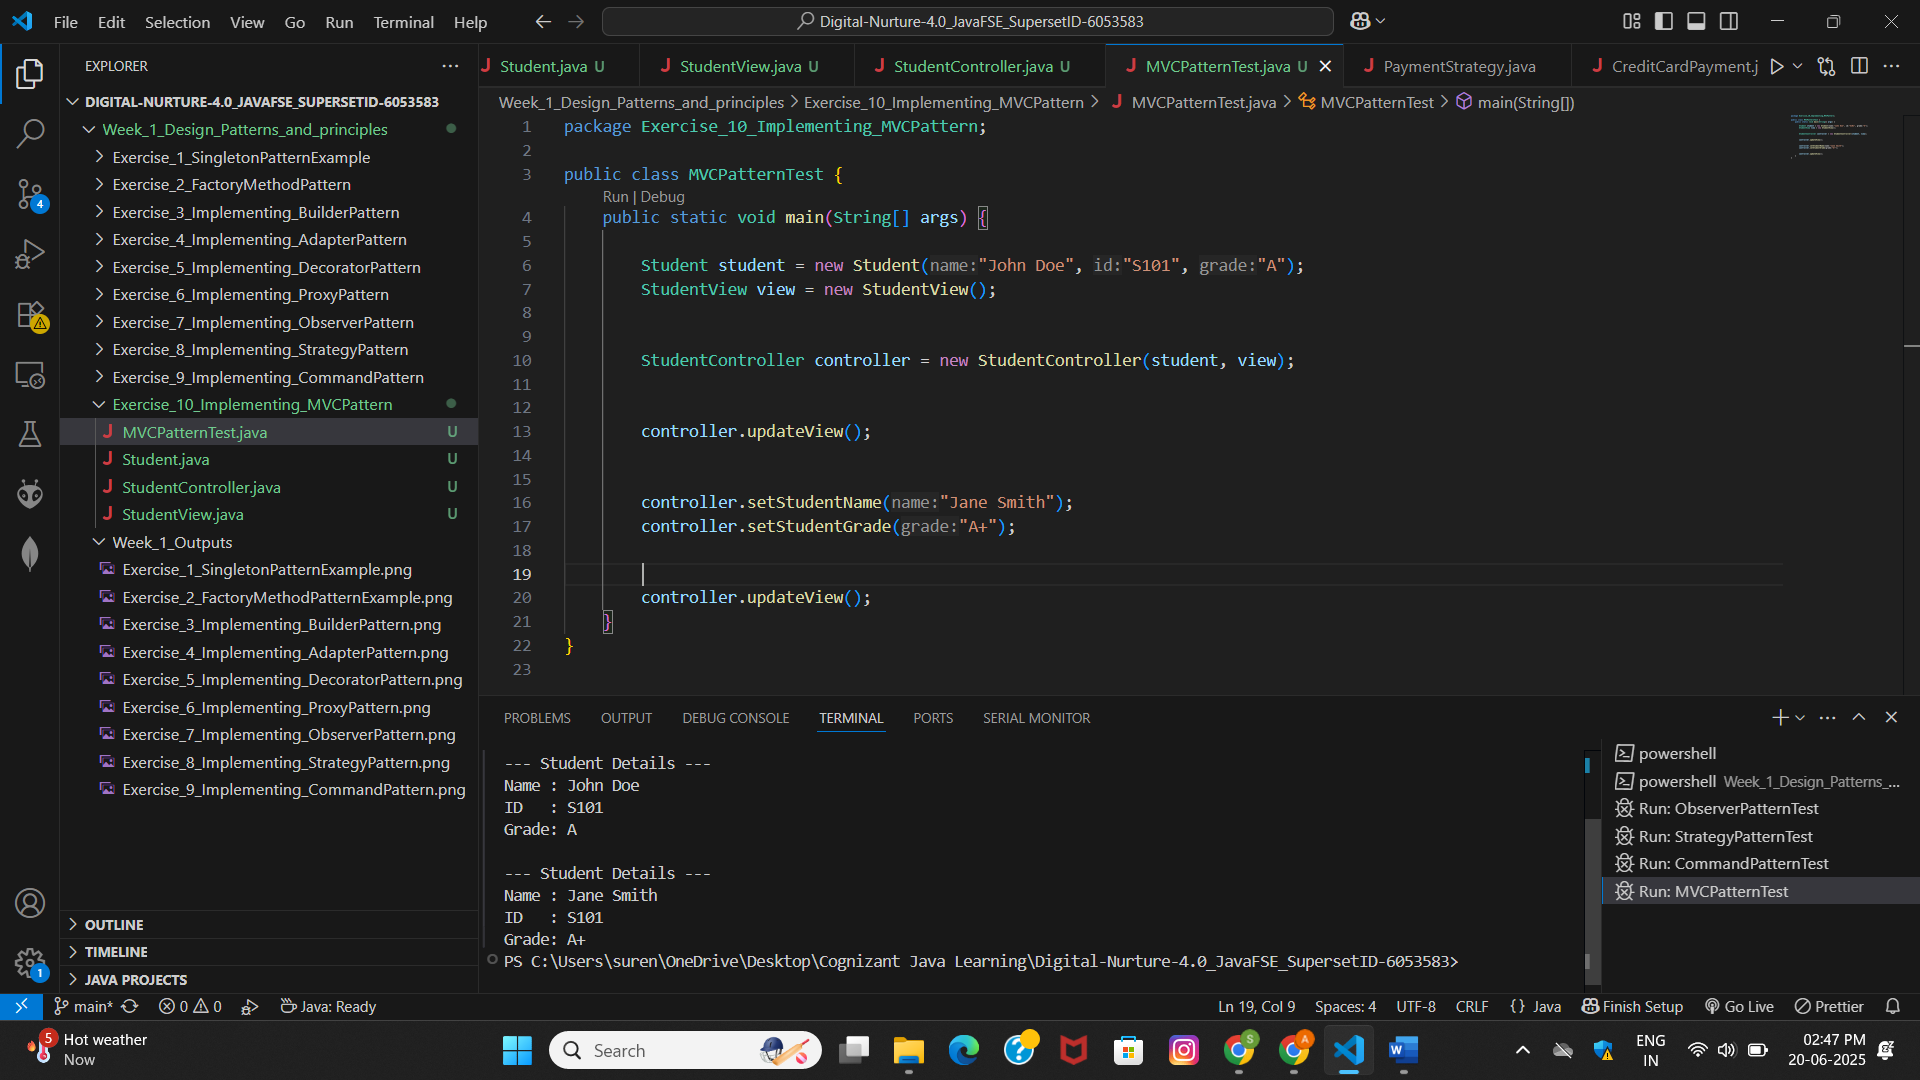 File Edit Selection View Go Run Terminal Help
Digital-Nurture-4.0_JavaFSE_SupersetID-6053583
EXPLORER
DIGITAL-NURTURE-4.0_JAVAFSE_SUPERSETID-6053583
Week_1_Design_Patterns_and_principles
Exercise_1_SingletonPatternExample
Exercise_2_FactoryMethodPattern
Exercise_3_Implementing_BuilderPattern
Exercise_4_Implementing_AdapterPattern
Exercise_5_Implementing_DecoratorPattern
Exercise_6_Implementing_ProxyPattern
Exercise_7_Implementing_ObserverPattern
Exercise_8_Implementing_StrategyPattern
Exercise_9_Implementing_CommandPattern
Exercise_10_Implementing_MVCPattern
MVCPatternTest.java U
Student.java U
StudentController.java U
StudentView.java U
Week_1_Outputs
Exercise_1_SingletonPatternExample.png
Exercise_2_FactoryMethodPatternExample.png
Exercise_3_Implementing_BuilderPattern.png
Exercise_4_Implementing_AdapterPattern.png
Exercise_5_Implementing_DecoratorPattern.png
Exercise_6_Implementing_ProxyPattern.png
Exercise_7_Implementing_ObserverPattern.png
Exercise_8_Implementing_StrategyPattern.png
Exercise_9_Implementing_CommandPattern.png
OUTLINE
TIMELINE
JAVA PROJECTS
4
1
Student.java U StudentView.java U StudentController.java U MVCPatternTest.java U PaymentStrategy.java CreditCardPayment.j
Week_1_Design_Patterns_and_principles > Exercise_10_Implementing_MVCPattern > MVCPatternTest.java > MVCPatternTest > main(String[])
1 package Exercise_10_Implementing_MVCPattern;
2
3 public class MVCPatternTest {
Run | Debug
4 public static void main(String[] args) {
5
6 Student student = new Student(name:"John Doe", id:"S101", grade:"A");
7 StudentView view = new StudentView();
8
9
10 StudentController controller = new StudentController(student, view);
11
12
13 controller.updateView();
14
15
16 controller.setStudentName(name:"Jane Smith");
17 controller.setStudentGrade(grade:"A+");
18
19
20 controller.updateView();
21 }
22 }
23
PROBLEMS OUTPUT DEBUG CONSOLE TERMINAL PORTS SERIAL MONITOR
--- Student Details ---
Name : John Doe
ID   : S101
Grade: A
--- Student Details ---
Name : Jane Smith
ID   : S101
Grade: A+
PS C:\Users\suren\OneDrive\Desktop\Cognizant Java Learning\Digital-Nurture-4.0_JavaFSE_SupersetID-6053583>
powershell
powershell Week_1_Design_Patterns_...
Run: ObserverPatternTest
Run: StrategyPatternTest
Run: CommandPatternTest
Run: MVCPatternTest
main* 0 0 Java: Ready
Ln 19, Col 9 Spaces: 4 UTF-8 CRLF {} Java Finish Setup Go Live Prettier
5
Hot weather
Now
Search
S
A
ENG
IN
02:47 PM
20-06-2025